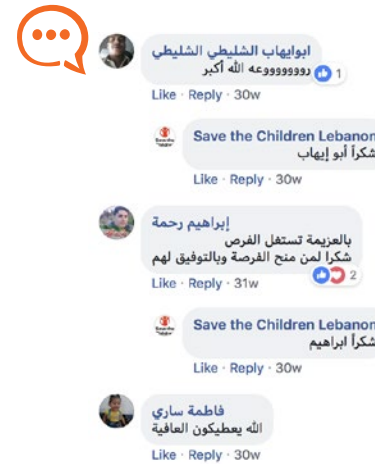 ابوايهاب الشليطي الشليطي
رووووووعه الله أكبر
1
Like · Reply · 30w
Save the Children Lebanon
شكراً أبو إيهاب
Like · Reply · 30w
إبراهيم رحمة
بالعزيمة تستغل الفرص
شكرا لمن منح الفرصة وبالتوفيق لهم
2
Like · Reply · 31w
Save the Children Lebanon
شكراً ابراهيم
Like · Reply · 30w
فاطمة ساري
الله يعطيكون العافية
Like · Reply · 30w